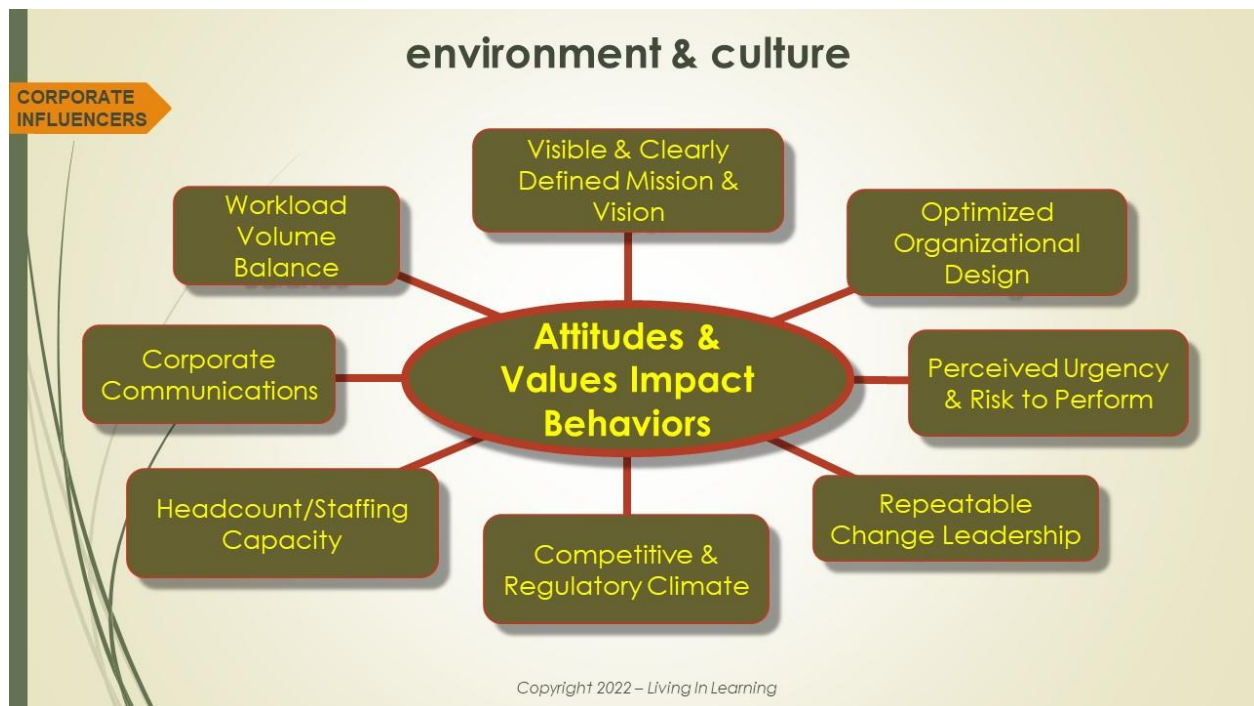 environment & culture
CORPORATE
INFLUENCERS
Visible & Clearly
Defined Mission &
Vision
Workload
Volume
Balance
Optimized
Organizational
Design
Attitudes &
Values Impact
Behaviors
Corporate
Communications
Perceived Urgency
& Risk to Perform
Headcount/Staffing
Capacity
Repeatable
Change Leadership
Competitive &
Regulatory Climate
Copyright 2022 – Living In Learning